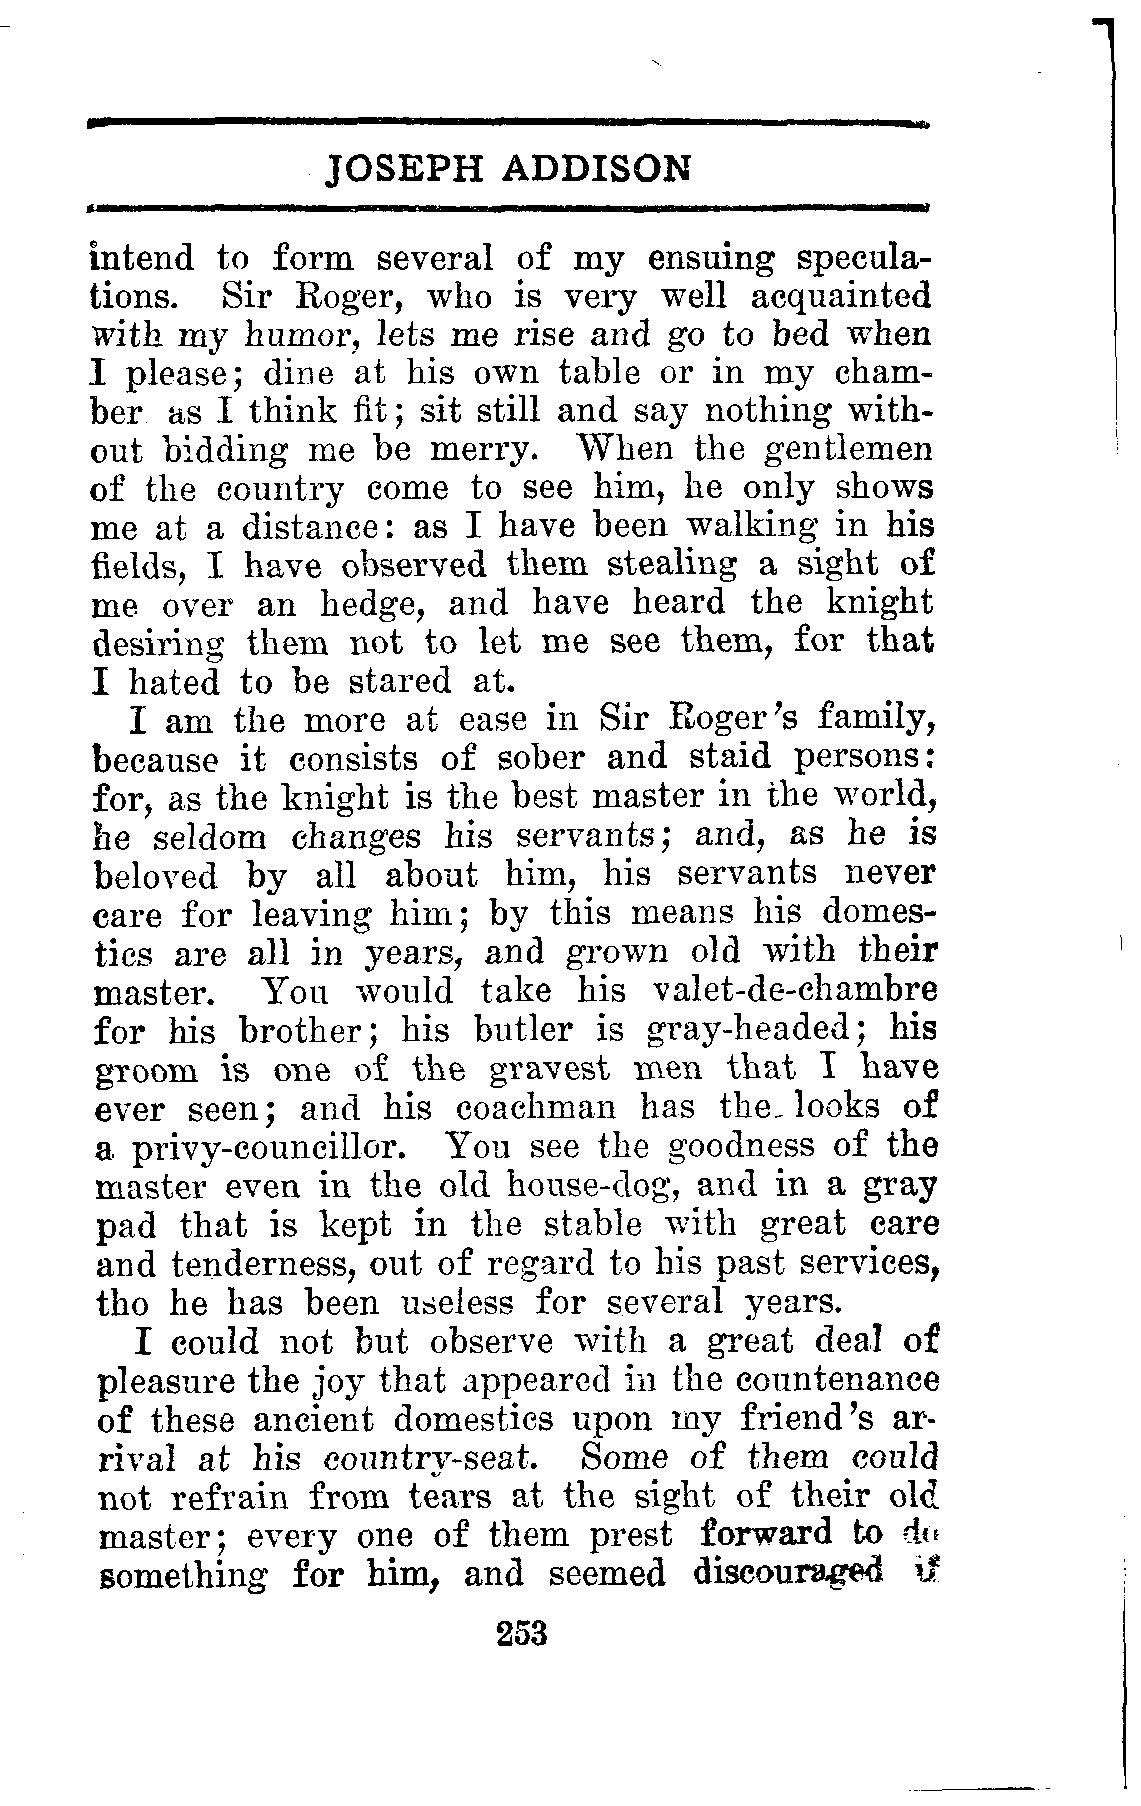 JOSEPH ADDISON
intend to form several of my ensuing specula-
tions. Sir Roger, who is very well acquainted
with my humor, lets me rise and go to bed when
I please; dine at his own table or in my cham-
ber as I think fit; sit still and say nothing with-
out bidding me be merry. When the gentlemen
of the country come to see him, he only shows
me at a distance: as I have been walking in his
fields, I have observed them stealing a sight of
me over an hedge, and have heard the knight
desiring them not to let me see them, for that
I hated to be stared at.
I am the more at ease in Sir Roger's family,
because it consists of sober and staid persons:
for, as the knight is the best master in the world,
he seldom changes his servants; and, as he is
beloved by all about him, his servants never
care for leaving him; by this means his domes-
tics are all in years, and grown old with their
master. You would take his valet-de-chambre
for his brother; his butler is gray-headed; his
groom is one of the gravest men that I have
ever seen; and his coachman has the looks of
a privy-councillor. You see the goodness of the
master even in the old house-dog, and in a gray
pad that is kept in the stable with great care
and tenderness, out of regard to his past services,
tho he has been useless for several years.
I could not but observe with a great deal of
pleasure the joy that appeared in the countenance
of these ancient domestics upon my friend's ar-
rival at his country-seat. Some of them could
not refrain from tears at the sight of their old
master; every one of them prest forward to do
something for him, and seemed discouraged if
253